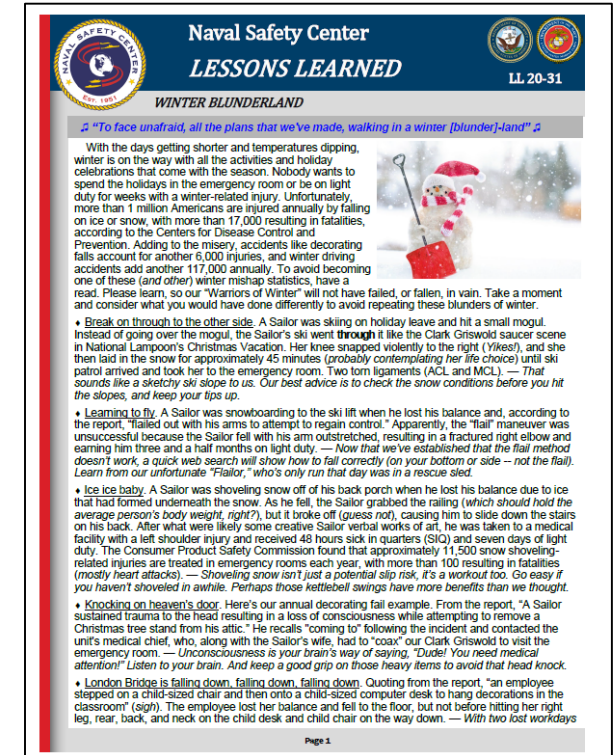 Naval Safety Center
LESSONS LEARNED
LL 20-31
NAVAL SAFETY CENTER
EST. 1951
WINTER BLUNDERLAND
♫ "To face unafraid, all the plans that we've made, walking in a winter [blunder]-land" ♫
With the days getting shorter and temperatures dipping,
winter is on the way with all the activities and holiday
celebrations that come with the season. Nobody wants to
spend the holidays in the emergency room or be on light
duty for weeks with a winter-related injury. Unfortunately,
more than 1 million Americans are injured annually by falling
on ice or snow, with more than 17,000 resulting in fatalities,
according to the Centers for Disease Control and
Prevention. Adding to the misery, accidents like decorating
falls account for another 6,000 injuries, and winter driving
accidents add another 117,000 annually. To avoid becoming
one of these (and other) winter mishap statistics, have a
read. Please learn, so our "Warriors of Winter" will not have failed, or fallen, in vain. Take a moment
and consider what you would have done differently to avoid repeating these blunders of winter.
♦ Break on through to the other side. A Sailor was skiing on holiday leave and hit a small mogul.
Instead of going over the mogul, the Sailor's ski went through it like the Clark Griswold saucer scene
in National Lampoon's Christmas Vacation. Her knee snapped violently to the right (Yikes!), and she
then laid in the snow for approximately 45 minutes (probably contemplating her life choice) until ski
patrol arrived and took her to the emergency room. Two torn ligaments (ACL and MCL). — That
sounds like a sketchy ski slope to us. Our best advice is to check the snow conditions before you hit
the slopes, and keep your tips up.
♦ Learning to fly. A Sailor was snowboarding to the ski lift when he lost his balance and, according to
the report, "flailed out with his arms to attempt to regain control." Apparently, the "flail" maneuver was
unsuccessful because the Sailor fell with his arm outstretched, resulting in a fractured right elbow and
earning him three and a half months on light duty. — Now that we've established that the flail method
doesn't work, a quick web search will show how to fall correctly (on your bottom or side -- not the flail).
Learn from our unfortunate "Flailor," who's only run that day was in a rescue sled.
♦ Ice ice baby. A Sailor was shoveling snow off of his back porch when he lost his balance due to ice
that had formed underneath the snow. As he fell, the Sailor grabbed the railing (which should hold the
average person's body weight, right?), but it broke off (guess not), causing him to slide down the stairs
on his back. After what were likely some creative Sailor verbal works of art, he was taken to a medical
facility with a left shoulder injury and received 48 hours sick in quarters (SIQ) and seven days of light
duty. The Consumer Product Safety Commission found that approximately 11,500 snow shoveling-
related injuries are treated in emergency rooms each year, with more than 100 resulting in fatalities
(mostly heart attacks). — Shoveling snow isn't just a potential slip risk, it's a workout too. Go easy if
you haven't shoveled in awhile. Perhaps those kettlebell swings have more benefits than we thought.
♦ Knocking on heaven's door. Here's our annual decorating fail example. From the report, "A Sailor
sustained trauma to the head resulting in a loss of consciousness while attempting to remove a
Christmas tree stand from his attic." He recalls "coming to" following the incident and contacted the
unit's medical chief, who, along with the Sailor's wife, had to "coax" our Clark Griswold to visit the
emergency room. — Unconsciousness is your brain's way of saying, "Dude! You need medical
attention!" Listen to your brain. And keep a good grip on those heavy items to avoid that head knock.
♦ London Bridge is falling down, falling down, falling down. Quoting from the report, "an employee
stepped on a child-sized chair and then onto a child-sized computer desk to hang decorations in the
classroom" (sigh). The employee lost her balance and fell to the floor, but not before hitting her right
leg, rear, back, and neck on the child desk and child chair on the way down. — With two lost workdays
Page 1